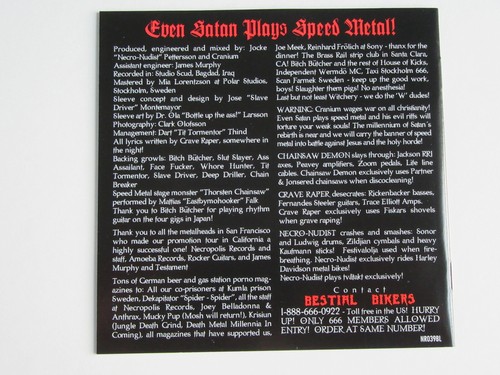 Even Satan Plays Speed Metal!
Produced, engineered and mixed by: Jocke
"Necro-Nudist" Pettersson and Cranium
Assistant engineer: James Murphy
Recorded in: Studio Scud, Bagdad, Iraq
Mastered by Mia Lorentzson at Polar Studios,
Stockholm, Sweden
Sleeve concept and design by Jose "Slave
Driver" Montemayor
Sleeve art by Dr. Ola "Bottle up the ass!" Larsson
Photography: Clark Olofsson
Management: Dart "Tit Tormentor" Thind
All lyrics written by Grave Raper, somewhere in
the night!
Backing growls: Bitch Bütcher, Slut Slayer, Ass
Assailant, Face Fucker, Whore Hunter, Tit
Tormentor, Slave Driver, Deep Driller, Chain
Breaker
Speed Metal stage monster "Thorsten Chainsaw"
performed by Mattias "Eastbymohooker" Falk
Thank you to Bitch Bütcher for playing rhythm
guitar on the tour gigs in Japan!
Thank you to all the metalheads in San Francisco
who made our promotion tour in California a
highly successful one! Necropolis Records and
staff, Amoeba Records, Rocker Guitars, and James
Murphy and Testament
Tons of German beer and gas station porno mag-
azines to: All our co-prisoners at Kumla prison
Sweden, Dekapitator "Spider - Spider", all the staff
at Necropolis Records, Joey Belladonna &
Anthrax, Mucky Pup (Mosh will return!), Krisiun
(Jungle Death Grind, Death Metal Millennia In
Coming), all magazines that have supported us,
Joe Meek, Reinhard Frölich at Sony - thanx for the
dinner! The Brass Rail strip club in Santa Clara,
CA! Bitch Bütcher and the rest of House of Kicks,
Independent Wermdö MC, Taxi Stockholm 666,
Scan Farmek Sweden - keep up the good work,
boys! Slaughter them pigs! No anesthesia!
Last but not least Witchery - we do the 'W' dudes!
WARNING: Cranium wages war on all christianity!
Even Satan plays speed metal and his evil riffs will
torture your weak souls! The millennium of Satan's
rebirth is near and we will carry the banner of speed
metal into battle against Jesus and the holy horde!
CHAINSAW DEMON slays through: Jackson RR1
axes, Peavey amplifiers, Zoom pedals, Life line
cables. Chainsaw Demon exclusively uses Partner
& Jonsered chainsaws when disocleaning!
GRAVE RAPER desecrates: Rickenbacker basses,
Fernandes Steeler guitars, Trace Elliott Amps.
Grave Raper exclusively uses Fiskars shovels
when grave raping!
NECRO-NUDIST crashes and smashes: Sonor
and Ludwig drums, Zildjian cymbals and heavy
Kaufmann sticks! Festivalolja used when fire-
breathing. Necro-Nudist exclusively rides Harley
Davidson metal bikes!
Necro-Nudist plays tvåtakt exclusively!
Contact
BESTIAL BIKERS
1-888-666-0922 - Toll free in the US! HURRY
UP! ONLY 666 MEMBERS ALLOWED
ENTRY! ORDER AT SAME NUMBER!
NR039BL